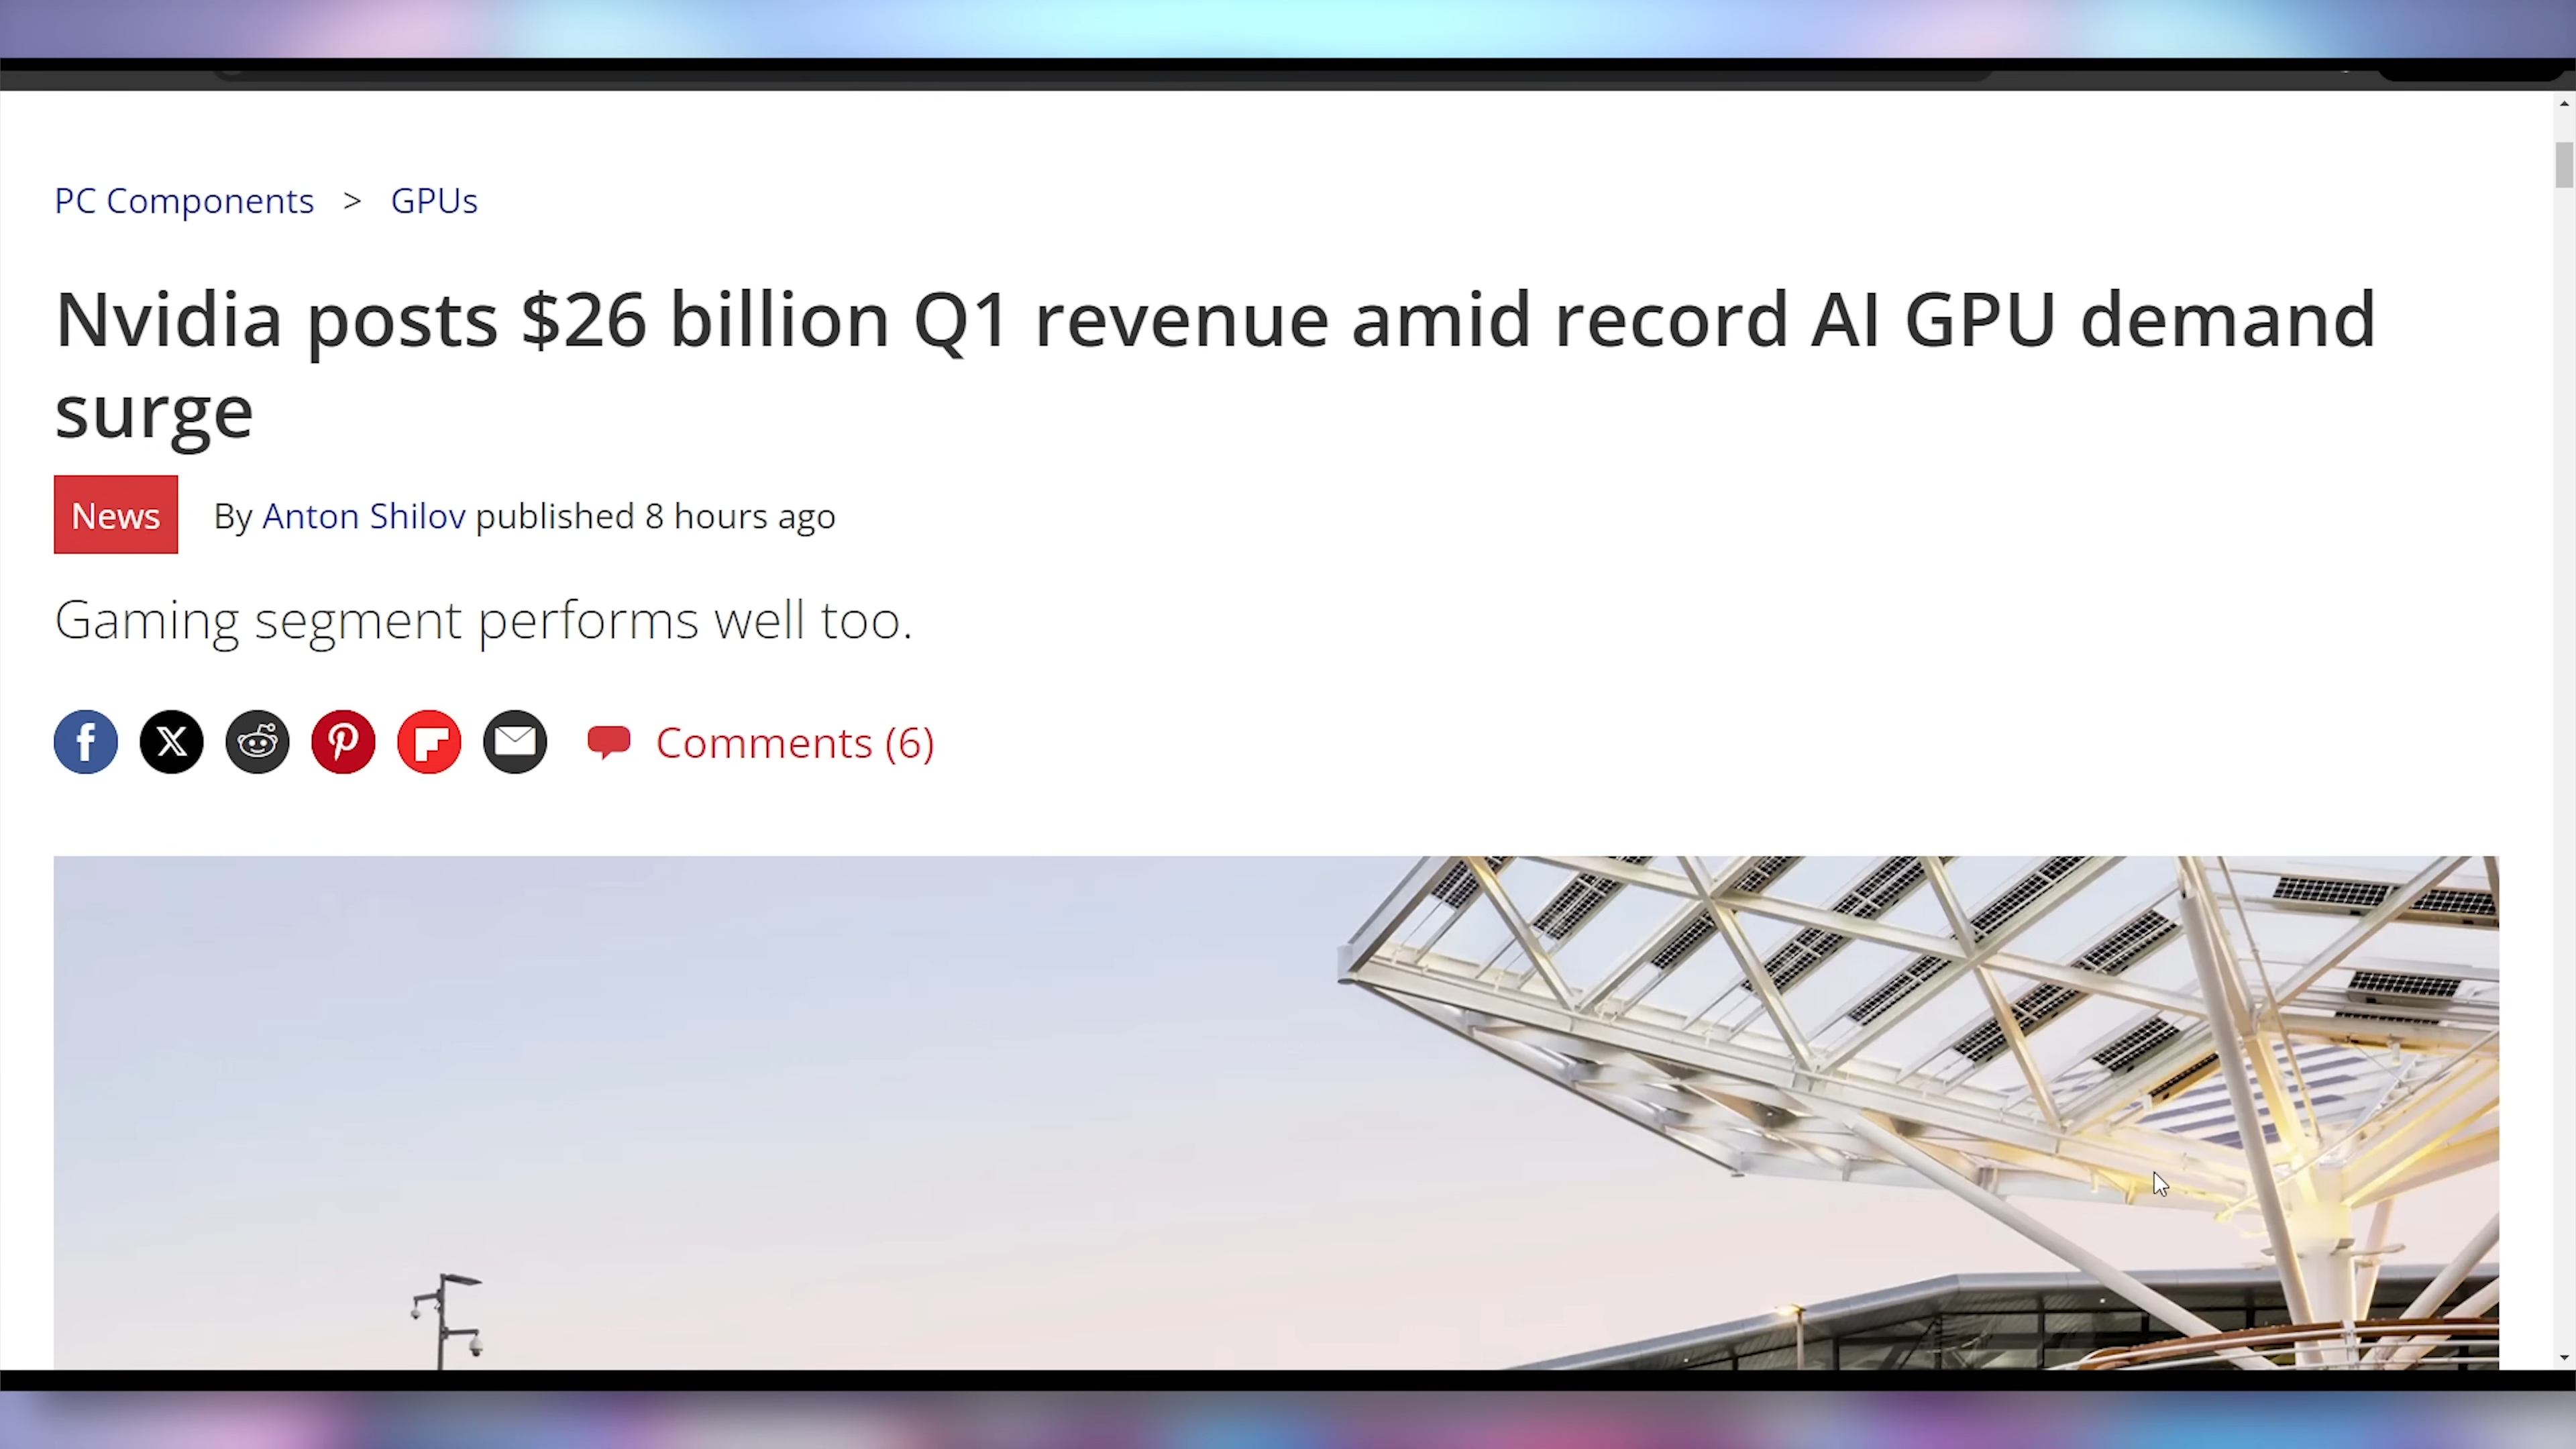 PC Components > GPUs
Nvidia posts $26 billion Q1 revenue amid record AI GPU demand
surge
News By Anton Shilov published 8 hours ago
Gaming segment performs well too.
Comments (6)